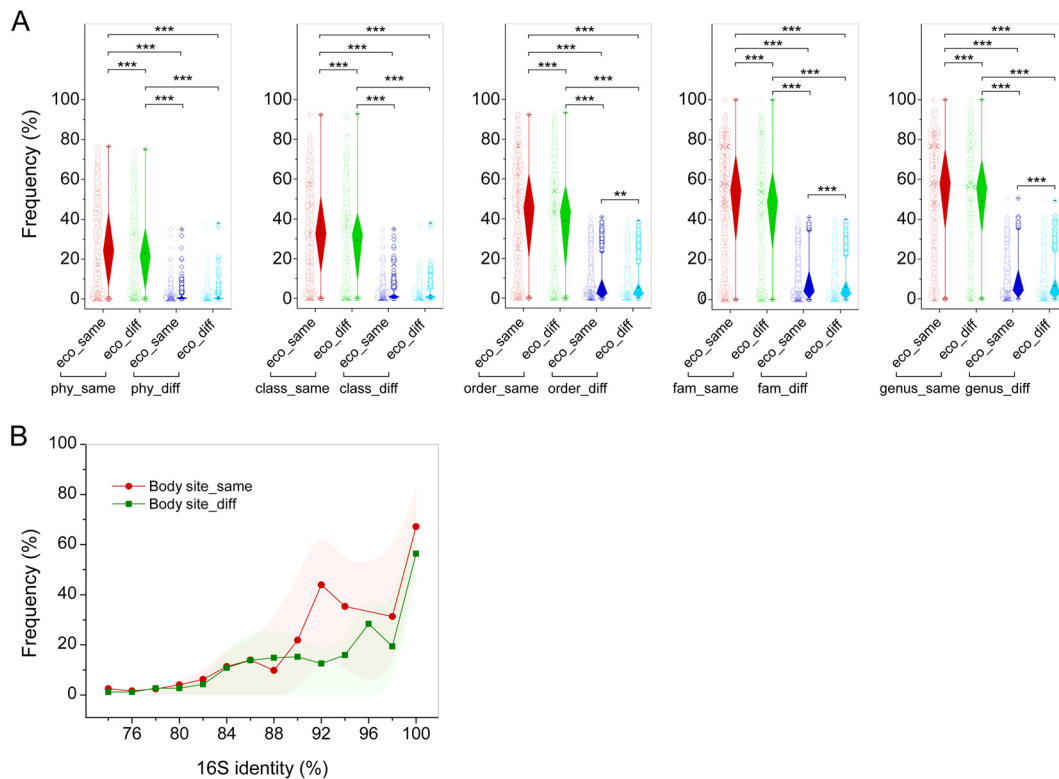 A
*** *** *** *** ***
*** *** *** *** ***
*** *** *** *** ***
*** *** *** *** ***
*** *** *** *** ***
** *** ***
Frequency (%)
100
80
60
40
20
0
eco_same eco_diff eco_same eco_diff
eco_same eco_diff eco_same eco_diff
eco_same eco_diff eco_same eco_diff
eco_same eco_diff eco_same eco_diff
eco_same eco_diff eco_same eco_diff
phy_same phy_diff class_same class_diff order_same order_diff fam_same fam_diff genus_same genus_diff
B
Frequency (%)
100
80
60
40
20
0
Body site_same
Body site_diff
76 80 84 88 92 96 100
16S identity (%)